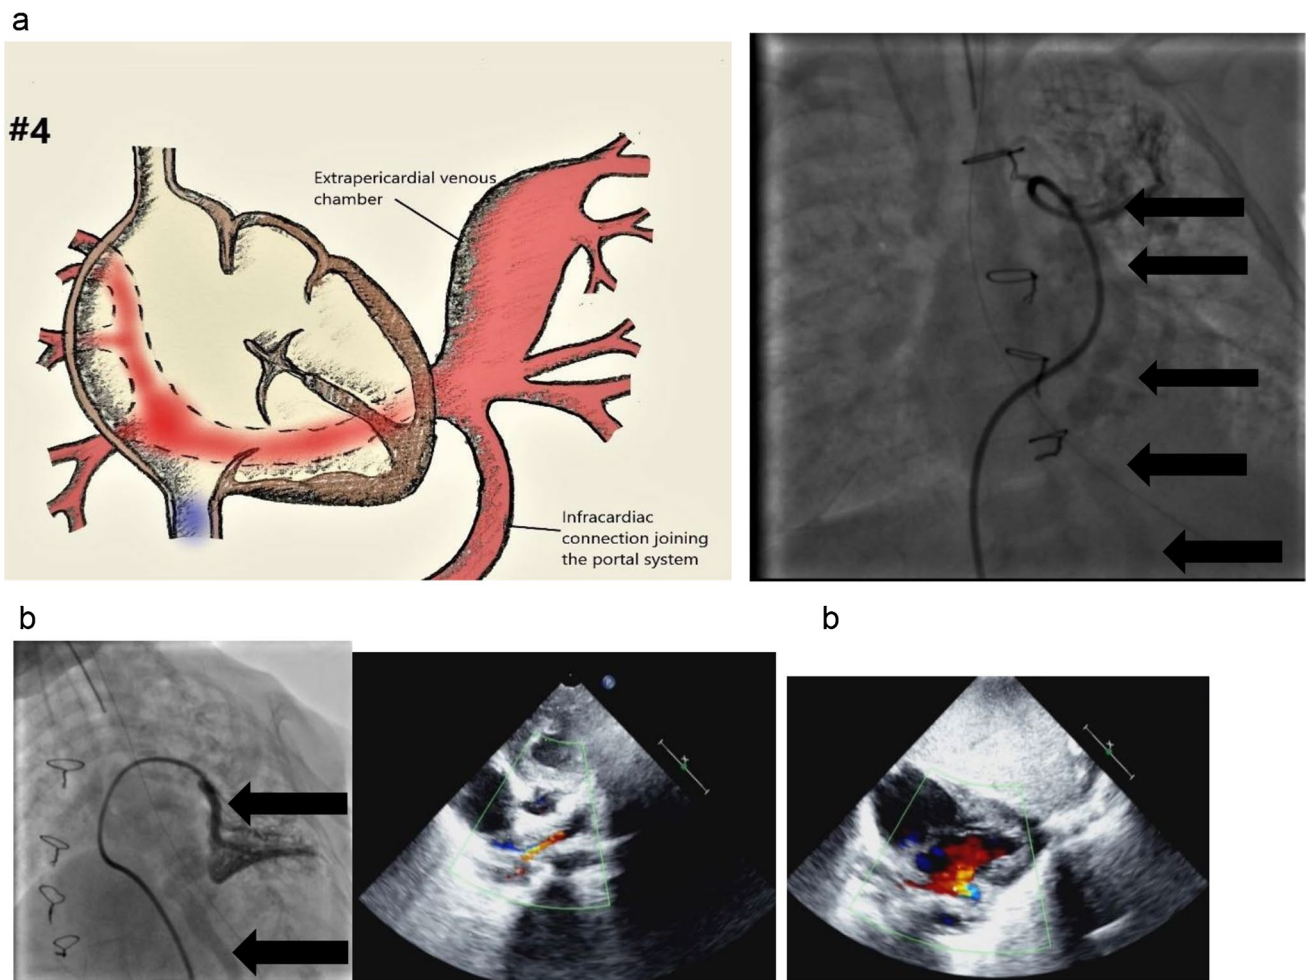 a
#4
Extrapericardial venous
chamber
Infracardiac
connection joining
the portal system
b
b